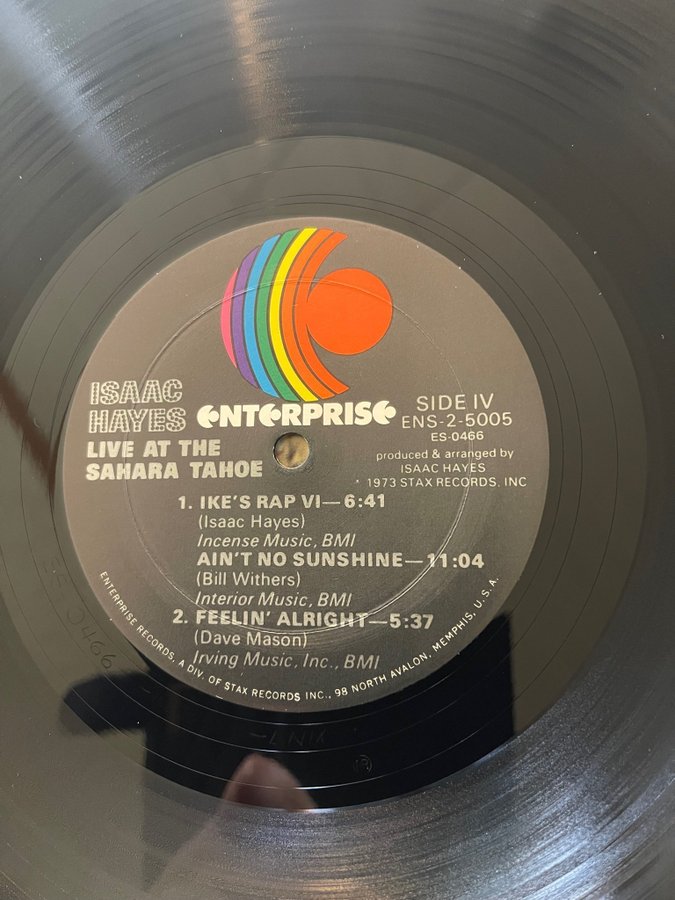 ISAAC
HAYES
LIVE AT THE
SAHARA TAHOE
ENTERPRISE
SIDE IV
ENS-2-5005
ES-0466
produced & arranged by
ISAAC HAYES
* 1973 STAX RECORDS. INC
1. IKE'S RAP VI—6:41
(Isaac Hayes)
Incense Music, BMI
AIN'T NO SUNSHINE—11:04
(Bill Withers)
Interior Music, BMI
2. FEELIN' ALRIGHT—5:37
(Dave Mason)
Irving Music, Inc., BMI
ENTERPRISE RECORDS, A DIV. OF STAX RECORDS INC., 98 NORTH AVALON, MEMPHIS, U.S.A.